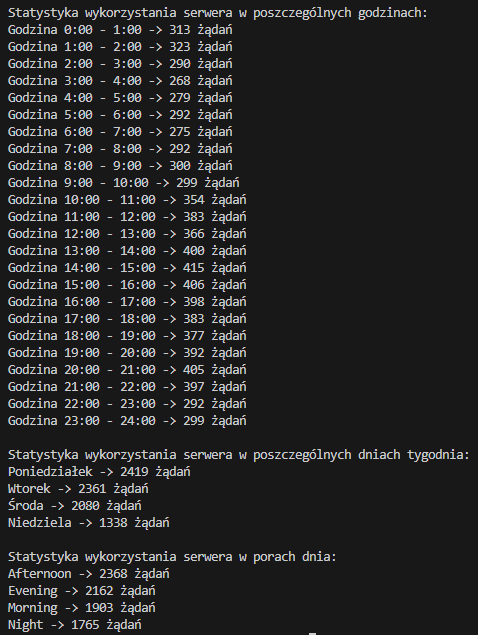 Statystyka wykorzystania serwera w poszczególnych godzinach:
Godzina 0:00 - 1:00 -> 313 żądań
Godzina 1:00 - 2:00 -> 323 żądań
Godzina 2:00 - 3:00 -> 290 żądań
Godzina 3:00 - 4:00 -> 268 żądań
Godzina 4:00 - 5:00 -> 279 żądań
Godzina 5:00 - 6:00 -> 292 żądań
Godzina 6:00 - 7:00 -> 275 żądań
Godzina 7:00 - 8:00 -> 292 żądań
Godzina 8:00 - 9:00 -> 300 żądań
Godzina 9:00 - 10:00 -> 299 żądań
Godzina 10:00 - 11:00 -> 354 żądań
Godzina 11:00 - 12:00 -> 383 żądań
Godzina 12:00 - 13:00 -> 366 żądań
Godzina 13:00 - 14:00 -> 400 żądań
Godzina 14:00 - 15:00 -> 415 żądań
Godzina 15:00 - 16:00 -> 406 żądań
Godzina 16:00 - 17:00 -> 398 żądań
Godzina 17:00 - 18:00 -> 383 żądań
Godzina 18:00 - 19:00 -> 377 żądań
Godzina 19:00 - 20:00 -> 392 żądań
Godzina 20:00 - 21:00 -> 405 żądań
Godzina 21:00 - 22:00 -> 397 żądań
Godzina 22:00 - 23:00 -> 292 żądań
Godzina 23:00 - 24:00 -> 299 żądań
Statystyka wykorzystania serwera w poszczególnych dniach tygodnia:
Poniedziałek -> 2419 żądań
Wtorek -> 2361 żądań
Środa -> 2080 żądań
Niedziela -> 1338 żądań
Statystyka wykorzystania serwera w porach dnia:
Afternoon -> 2368 żądań
Evening -> 2162 żądań
Morning -> 1903 żądań
Night -> 1765 żądań